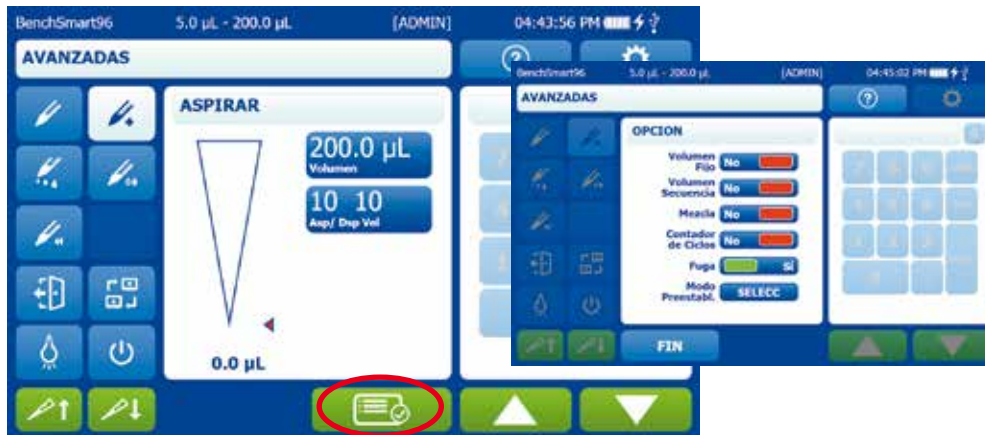 BenchSmart96 5.0 µL - 200.0 µL [ADMIN] 04:43:56 PM
AVANZADAS
ASPIRAR
200.0 µL
Volumen
10 10
Asp/ Dsp Vel
0.0 µL
BenchSmart96 5.0 µL - 200.0 µL [ADMIN] 04:45:02 PM
AVANZADAS
OPCION
Volumen
Fijo
No
Volumen
Secuencia
No
Mezcla No
Contador
de Ciclos
No
Fuga Sí
Modo
Preestabl.
SELECC
FIN